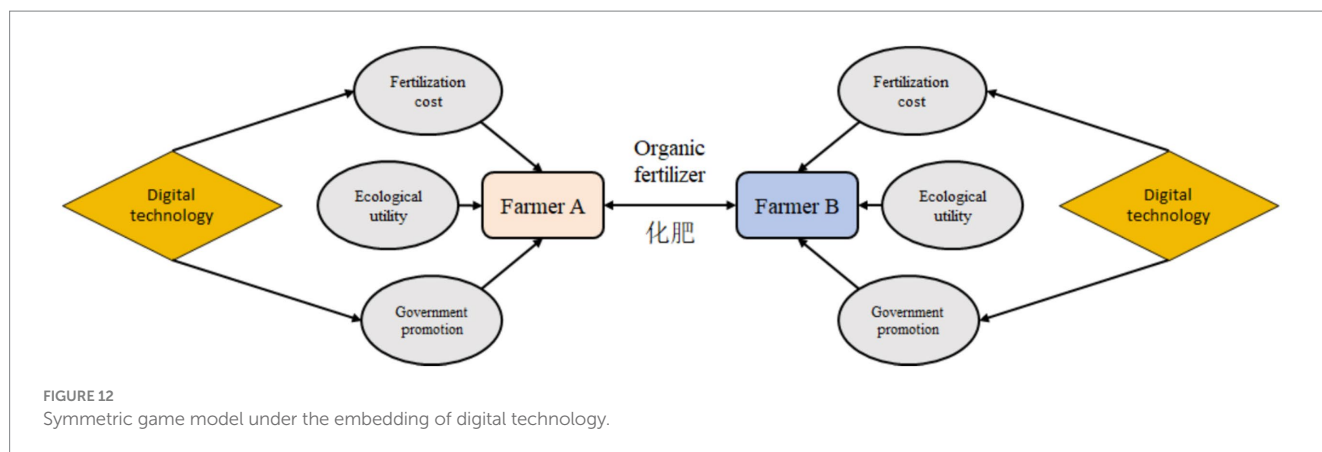 Fertilization
cost
Fertilization
cost
Digital
technology
Ecological
utility
Farmer A
Organic
fertilizer
化肥
Farmer B
Ecological
utility
Digital
technology
Government
promotion
Government
promotion
FIGURE 12
Symmetric game model under the embedding of digital technology.